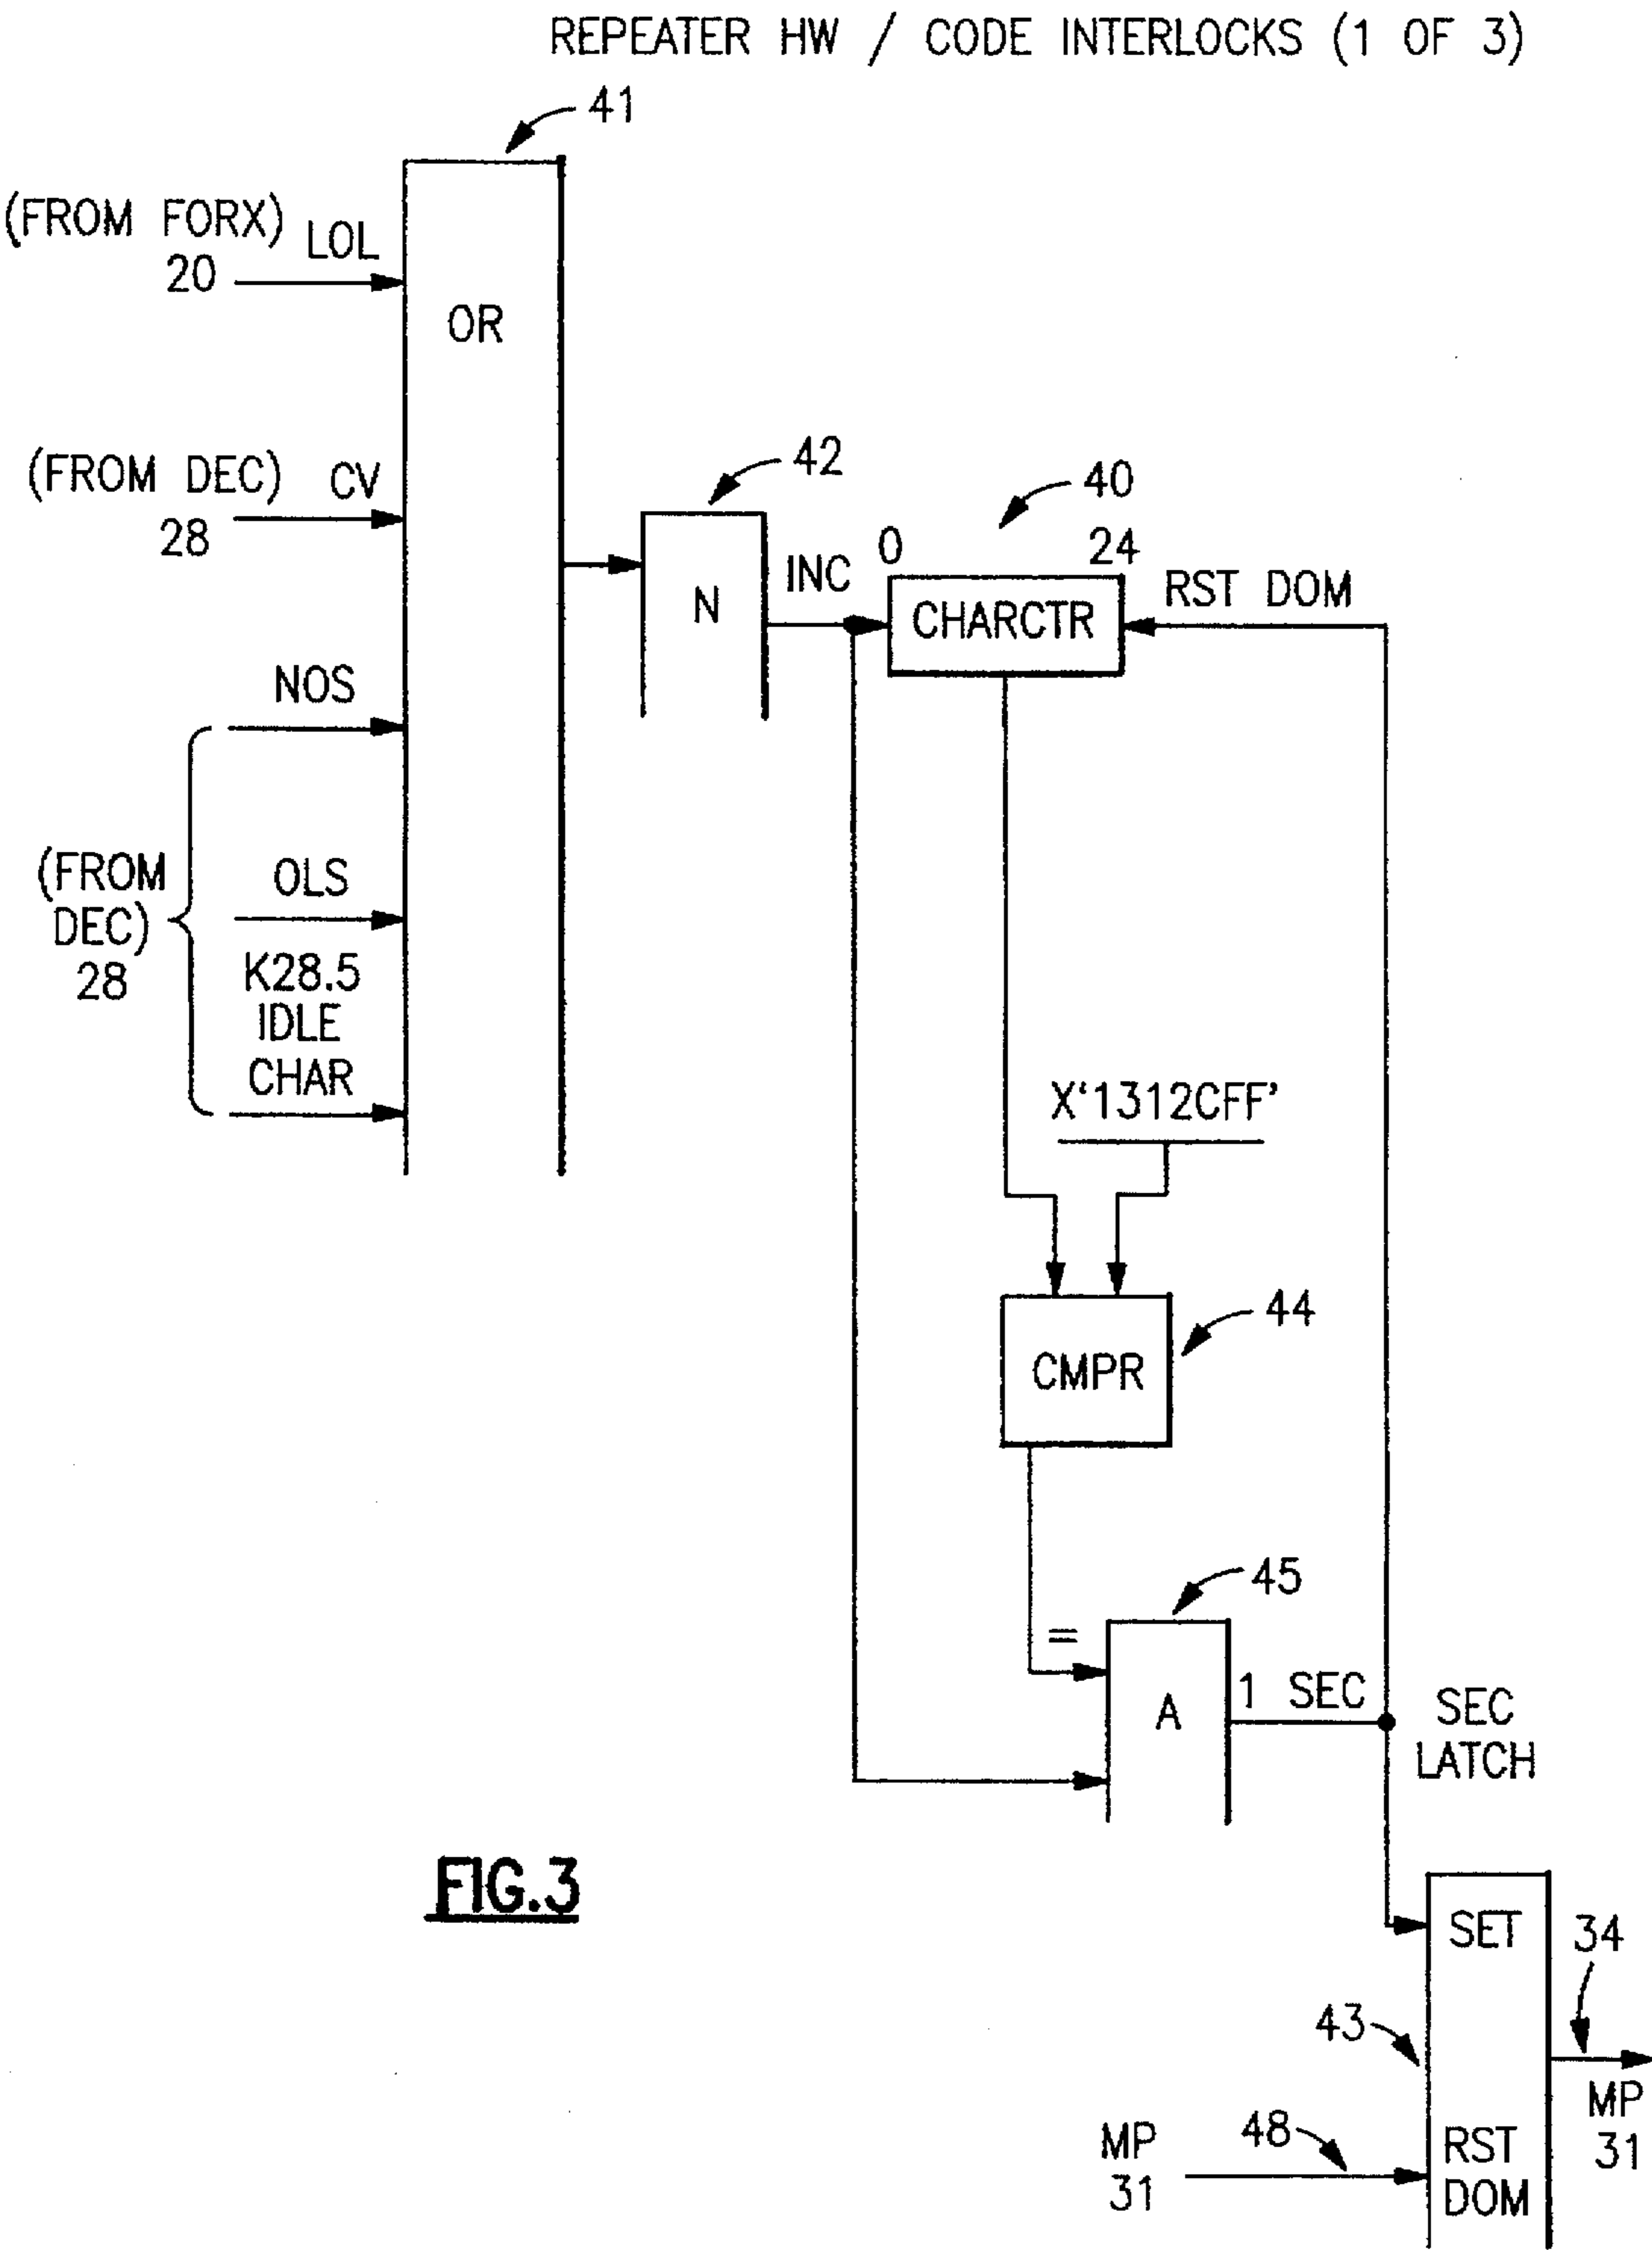 REPEATER HW / CODE INTERLOCKS (1 OF 3)
41
(FROM FORX) LOL
20
OR
(FROM DEC) CV
28
42
N
INC
40
0 24
CHARCTR
RST DOM
NOS
(FROM
DEC)
28
OLS
K28.5
IDLE
CHAR
X‘1312CFF’
CMPR
44
=
45
A
1 SEC
SEC
LATCH
FIG.3
SET
34
43
MP
31
48
RST
DOM
MP
31